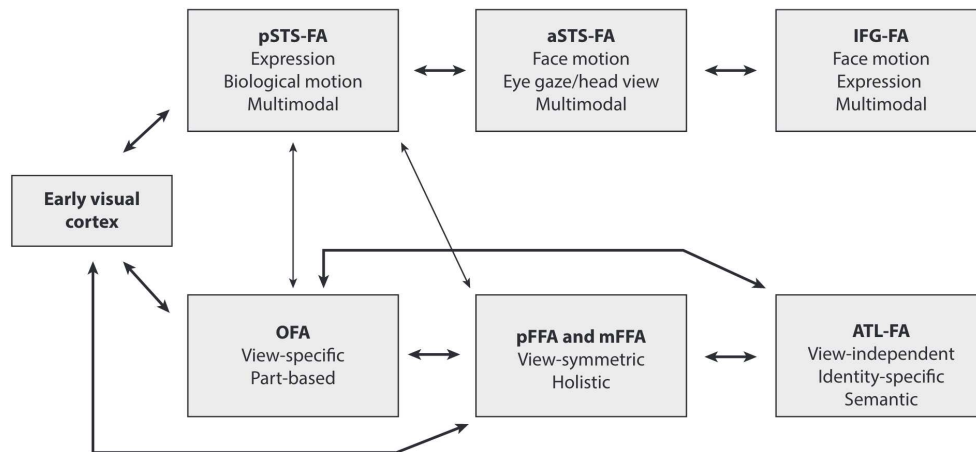 pSTS-FA
Expression
Biological motion
Multimodal
aSTS-FA
Face motion
Eye gaze/head view
Multimodal
IFG-FA
Face motion
Expression
Multimodal
Early visual
cortex
OFA
View-specific
Part-based
pFFA and mFFA
View-symmetric
Holistic
ATL-FA
View-independent
Identity-specific
Semantic